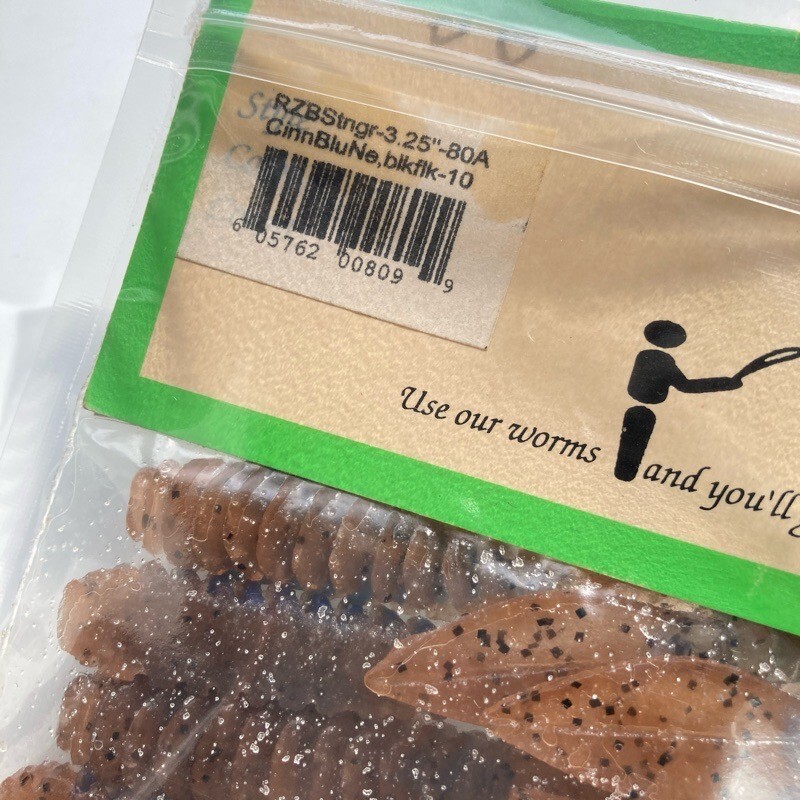 RZBStngr-3.25"-80A
CinnBluNe,blkflk-10
6 05762 00809 9
Use our worms and you'll